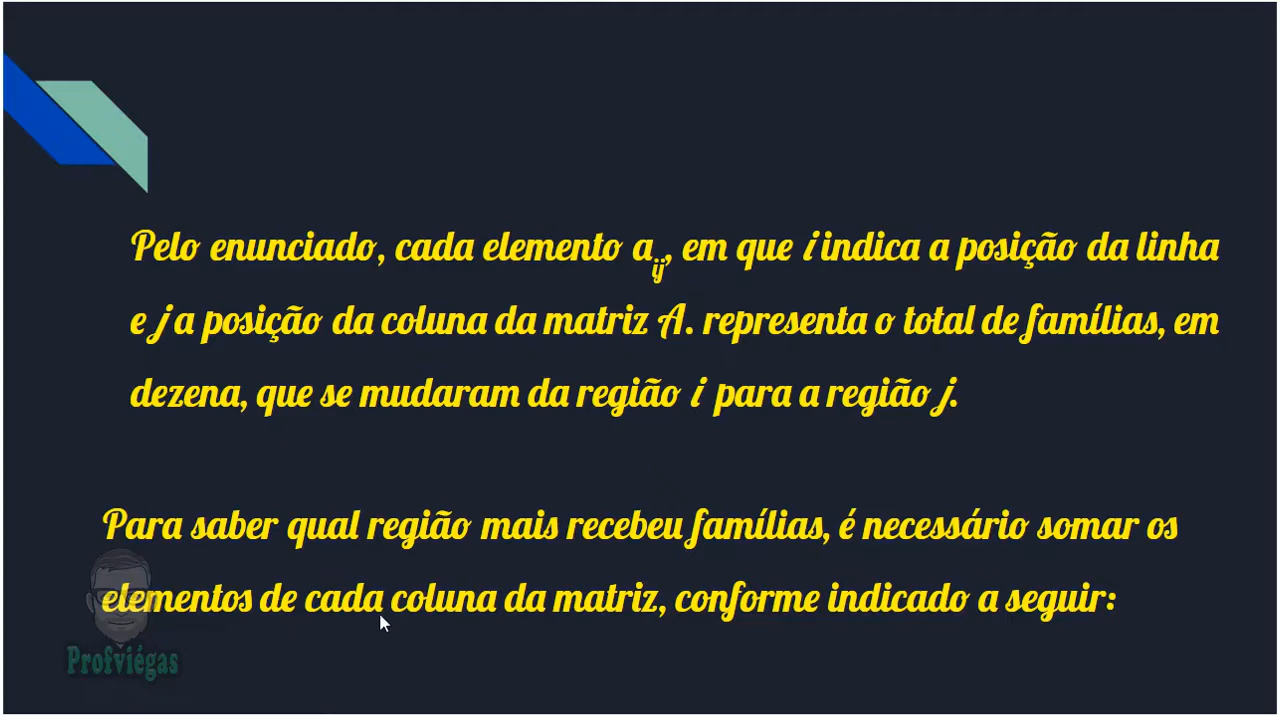 Pelo enunciado, cada elemento aij, em que i indica a posição da linha
e j a posição da coluna da matriz A. representa o total de famílias, em
dezena, que se mudaram da região i para a região j.
Para saber qual região mais recebeu famílias, é necessário somar os
elementos de cada coluna da matriz, conforme indicado a seguir:
Profviégas